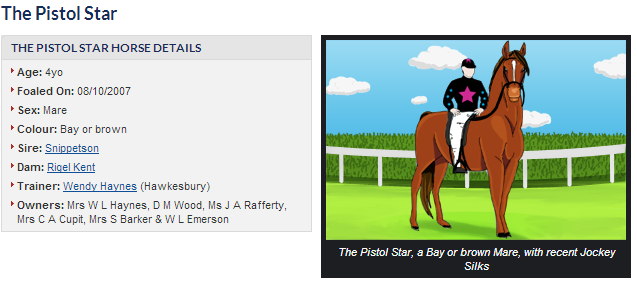 The Pistol Star
THE PISTOL STAR HORSE DETAILS
Age: 4yo
Foaled On: 08/10/2007
Sex: Mare
Colour: Bay or brown
Sire: Snippetson
Dam: Rigel Kent
Trainer: Wendy Haynes (Hawkesbury)
Owners: Mrs W L Haynes, D M Wood, Ms J A Rafferty,
Mrs C A Cupit, Mrs S Barker & W L Emerson
The Pistol Star, a Bay or brown Mare, with recent Jockey
Silks